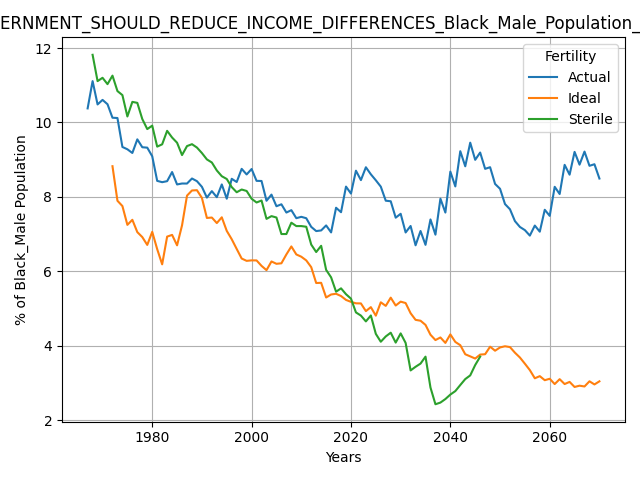 ERNMENT_SHOULD_REDUCE_INCOME_DIFFERENCES_Black_Male_Population_
% of Black_Male Population
12
10
8
6
4
2
Fertility
Actual
Ideal
Sterile
1980 2000 2020 2040 2060
Years